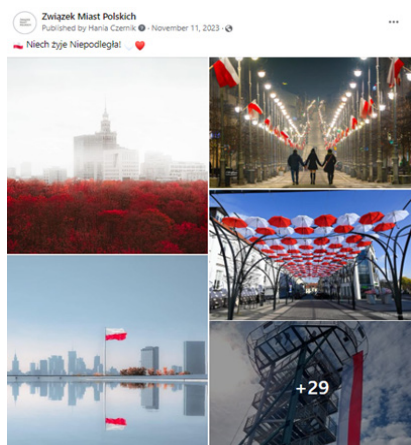 Związek Miast Polskich
Published by Hania Czernik · November 11, 2023 ·
Niech żyje Niepodległa!
+29